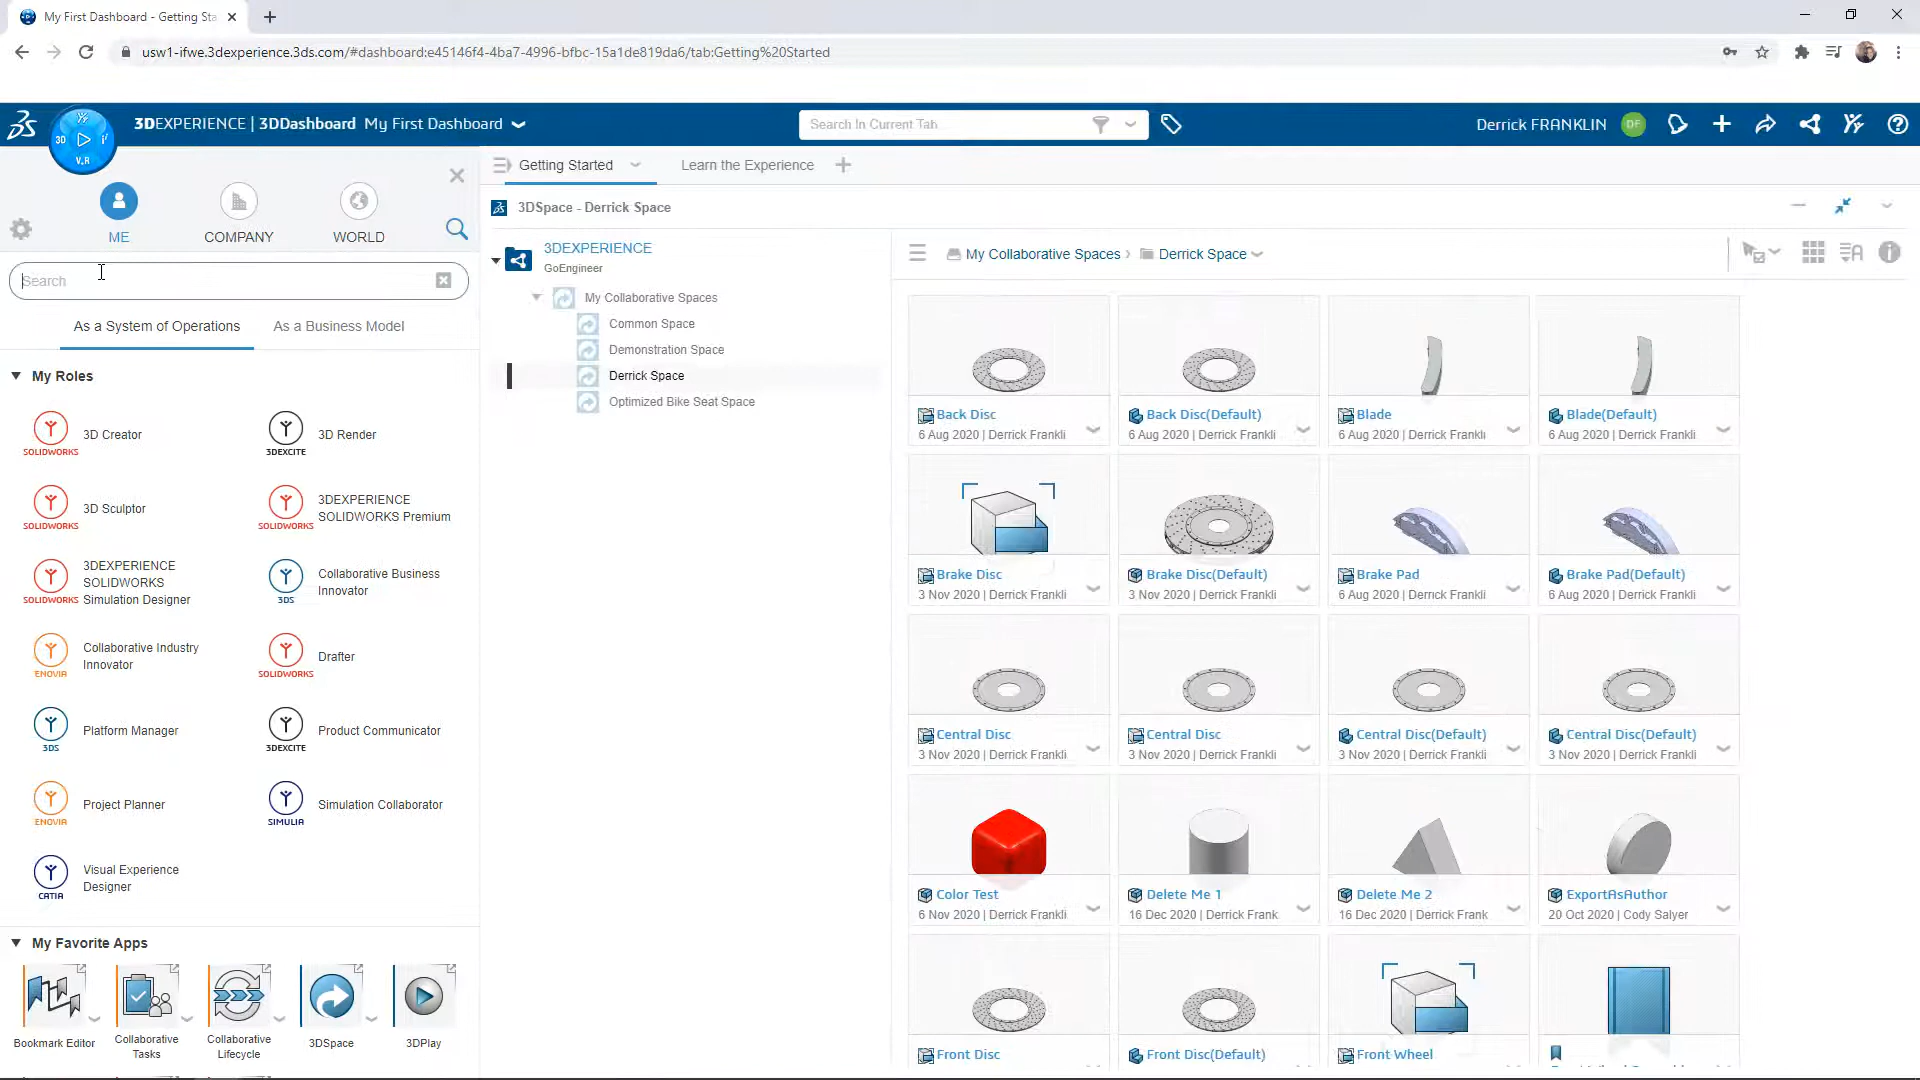 My First Dashboard - Getting Sta
usw1-ifwe.3dexperience.3ds.com/#dashboard:e45146f4-4ba7-4996-bfbc-15a1de819da6/tab:Getting%20Started
3DEXPERIENCE | 3DDashboard My First Dashboard
Search In Current Tab
Derrick FRANKLIN DF
3D
V.R
ME
COMPANY
WORLD
Search
As a System of Operations
As a Business Model
My Roles
SOLIDWORKS
3D Creator
3DEXCITE
3D Render
SOLIDWORKS
3D Sculptor
SOLIDWORKS
3DEXPERIENCE
SOLIDWORKS Premium
SOLIDWORKS
3DEXPERIENCE
SOLIDWORKS
Simulation Designer
3DS
Collaborative Business
Innovator
ENOVIA
Collaborative Industry
Innovator
SOLIDWORKS
Drafter
3DS
Platform Manager
3DEXCITE
Product Communicator
ENOVIA
Project Planner
SIMULIA
Simulation Collaborator
CATIA
Visual Experience
Designer
My Favorite Apps
Bookmark Editor
Collaborative
Tasks
Collaborative
Lifecycle
3DSpace
3DPlay
Getting Started
Learn the Experience
3DSpace - Derrick Space
3DEXPERIENCE
GoEngineer
My Collaborative Spaces
Common Space
Demonstration Space
Derrick Space
Optimized Bike Seat Space
My Collaborative Spaces
Derrick Space
Back Disc
6 Aug 2020 | Derrick Frankli
Back Disc(Default)
6 Aug 2020 | Derrick Frankli
Blade
6 Aug 2020 | Derrick Frankli
Blade(Default)
6 Aug 2020 | Derrick Frankli
Brake Disc
3 Nov 2020 | Derrick Frankli
Brake Disc(Default)
3 Nov 2020 | Derrick Frankli
Brake Pad
6 Aug 2020 | Derrick Frankli
Brake Pad(Default)
6 Aug 2020 | Derrick Frankli
Central Disc
3 Nov 2020 | Derrick Frankli
Central Disc
3 Nov 2020 | Derrick Frankli
Central Disc(Default)
3 Nov 2020 | Derrick Frankli
Central Disc(Default)
3 Nov 2020 | Derrick Frankli
Color Test
6 Nov 2020 | Derrick Frankli
Delete Me 1
16 Dec 2020 | Derrick Frank
Delete Me 2
16 Dec 2020 | Derrick Frank
ExportAsAuthor
20 Oct 2020 | Cody Salyer
Front Disc
Front Disc(Default)
Front Wheel